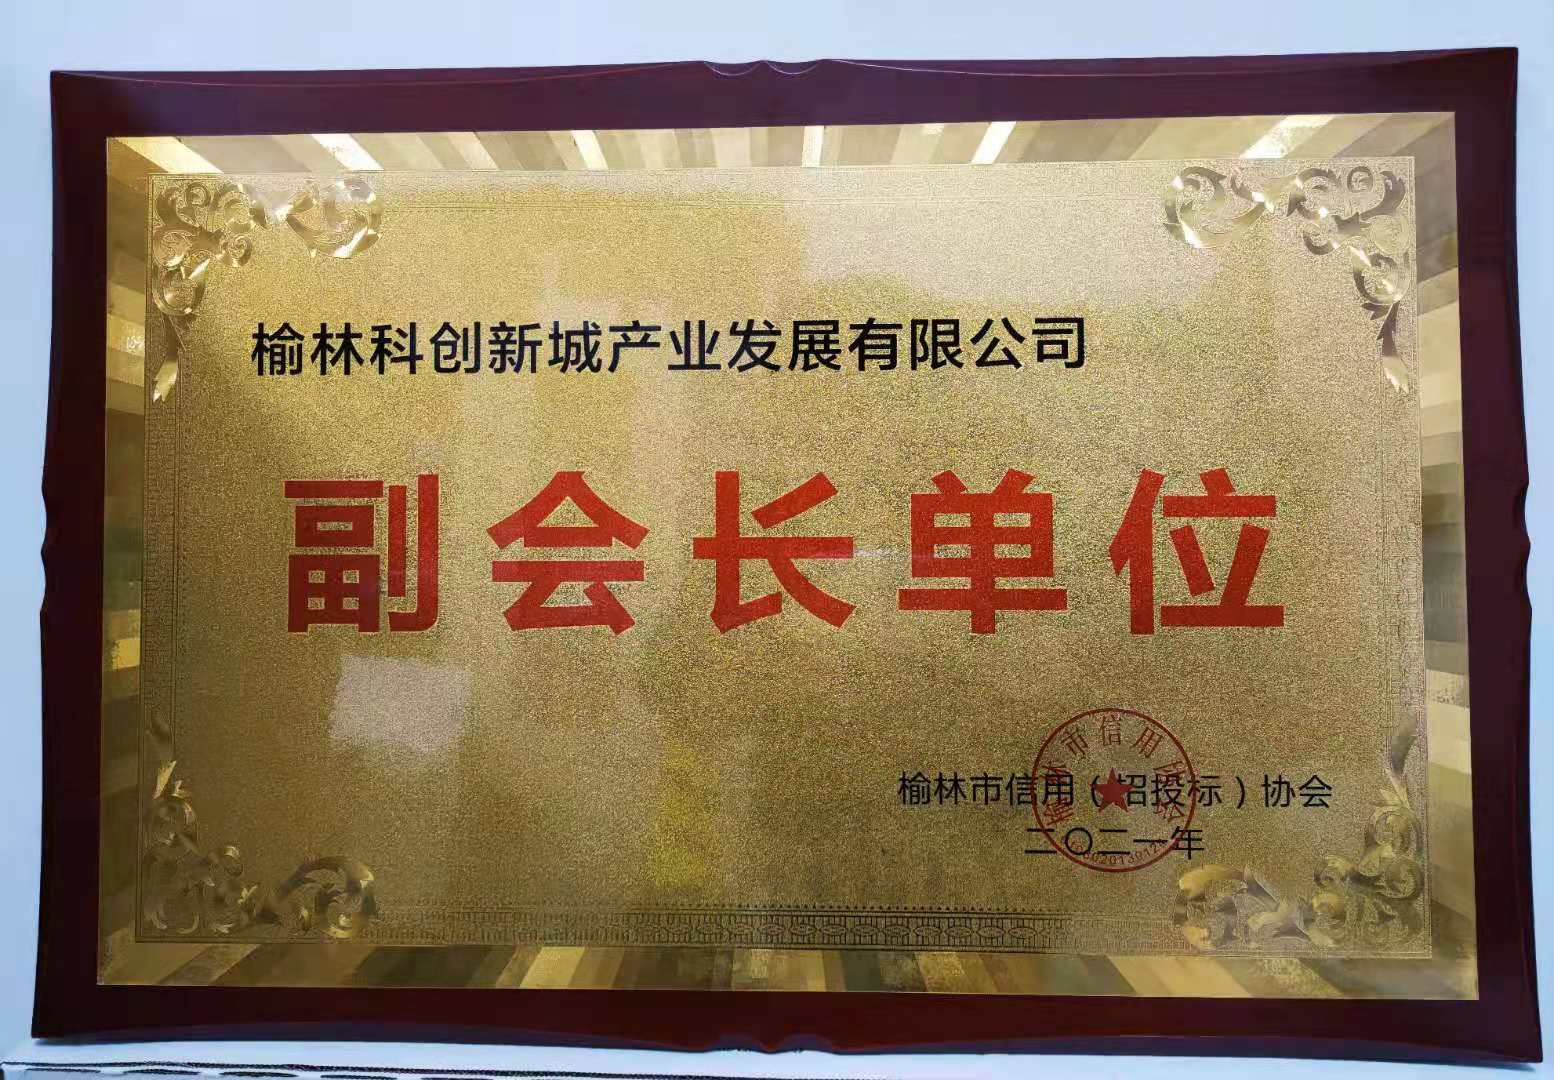 榆林科创新城产业发展有限公司
副会长单位
榆林市信用（招投标）协会
二〇二一年